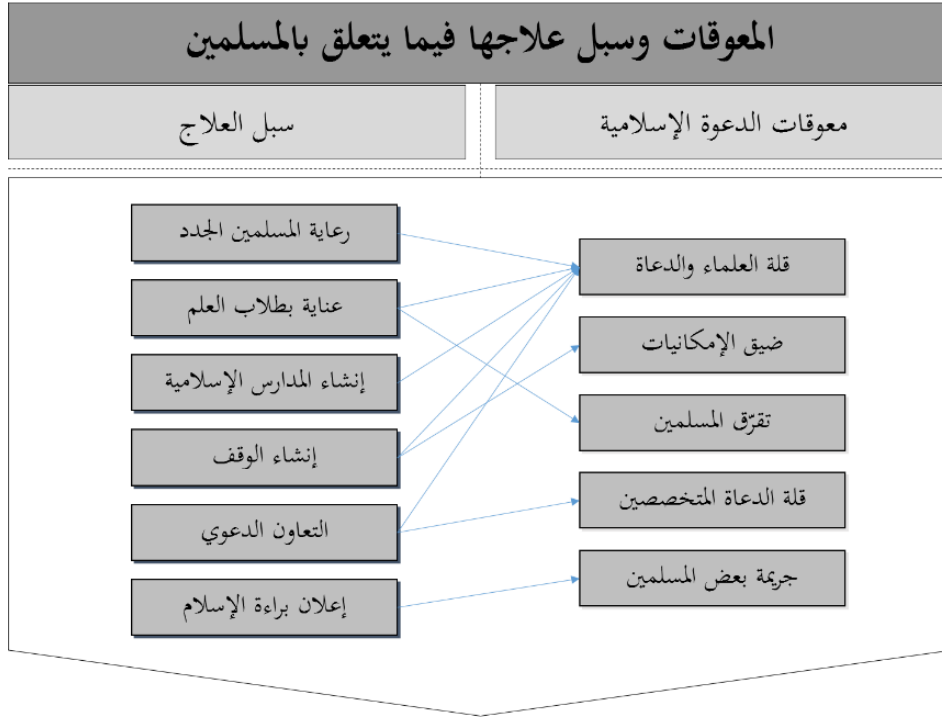 المعوقات وسبل علاجها فيما يتعلق بالمسلمين
معوقات الدعوة الإسلامية
سبل العلاج
قلة العلماء والدعاة
ضيق الإمكانيات
تفرّق المسلمين
قلة الدعاة المتخصصين
جريمة بعض المسلمين
رعاية المسلمين الجدد
عناية بطلاب العلم
إنشاء المدارس الإسلامية
إنشاء الوقف
التعاون الدعوي
إعلان براءة الإسلام